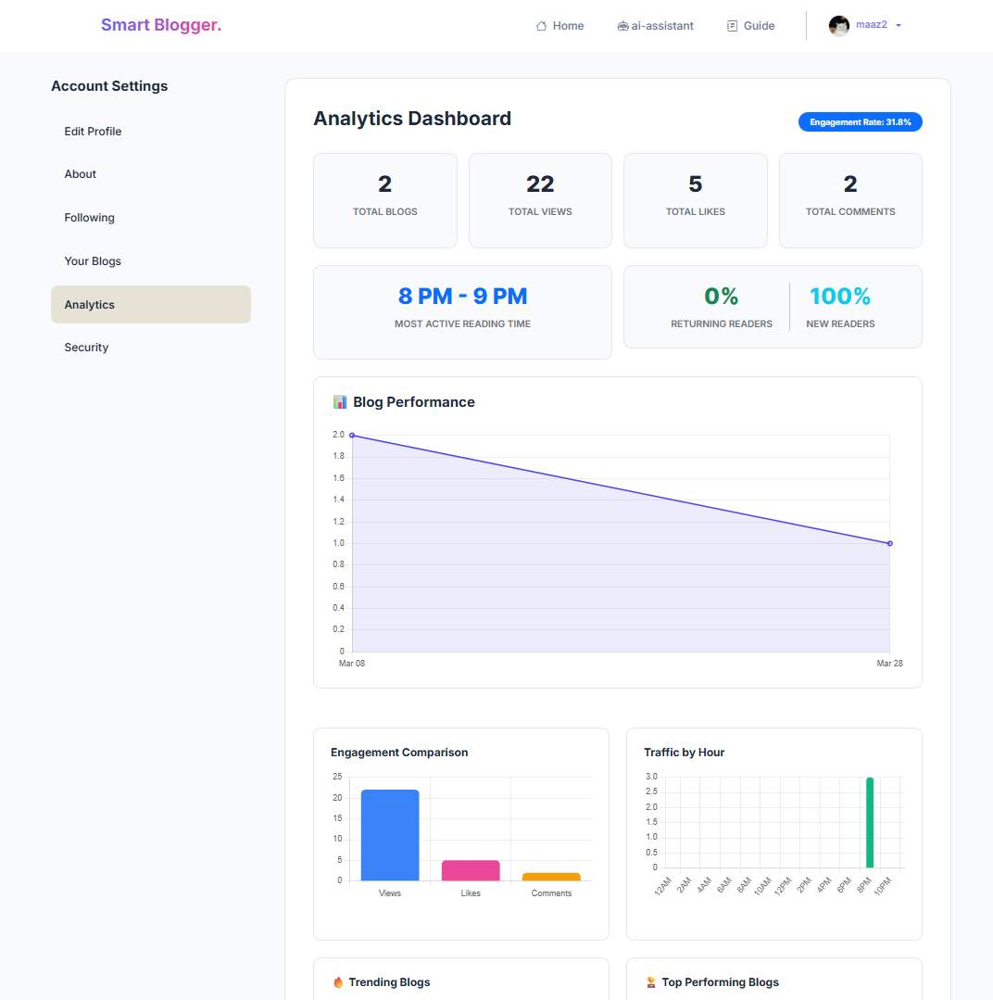 Smart Blogger.
Home
ai-assistant
Guide
maaz2
Account Settings
Edit Profile
About
Following
Your Blogs
Analytics
Security
Analytics Dashboard
Engagement Rate: 31.8%
2
TOTAL BLOGS
22
TOTAL VIEWS
5
TOTAL LIKES
2
TOTAL COMMENTS
8 PM - 9 PM
MOST ACTIVE READING TIME
0%
RETURNING READERS
100%
NEW READERS
📊 Blog Performance
2.0
1.8
1.6
1.4
1.2
1.0
0.8
0.6
0.4
0.2
0
Mar 08
Mar 28
Engagement Comparison
25
20
15
10
5
0
Views
Likes
Comments
Traffic by Hour
3.0
2.5
2.0
1.5
1.0
0.5
0
12AM
2AM
4AM
6AM
8AM
10AM
12PM
2PM
4PM
6PM
8PM
10PM
🔥 Trending Blogs
🏆 Top Performing Blogs